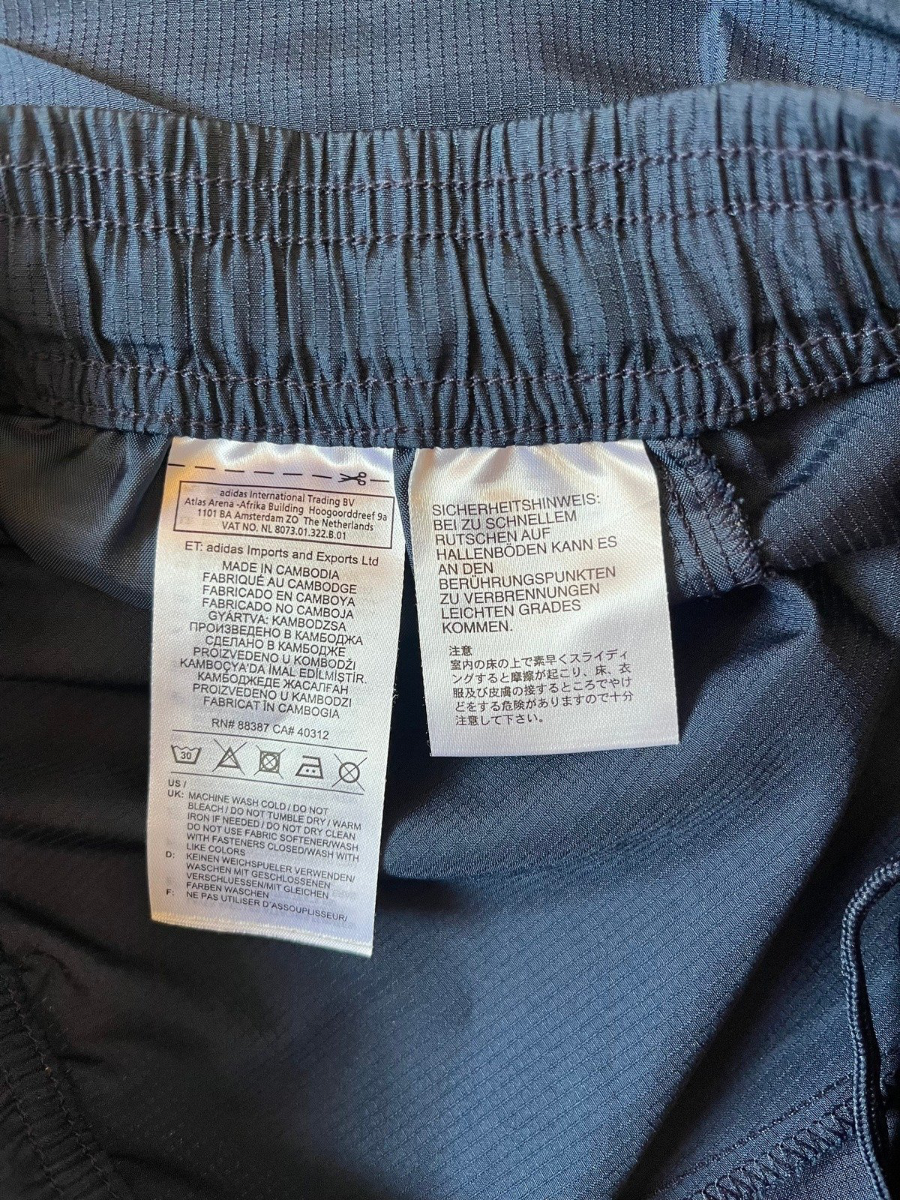 adidas International Trading BV
Atlas Arena -Afrika Building Hoogoorddreef 9a
1101 BA Amsterdam ZO The Netherlands
VAT NO. NL 8073.01.322.B.01
ET: adidas Imports and Exports Ltd
MADE IN CAMBODIA
FABRIQUÉ AU CAMBODGE
FABRICADO EN CAMBOYA
FABRICADO NO CAMBOJA
GYÁRTVA: KAMBODZSA
ПРОИЗВЕДЕНО В КАМБОДЖА
СДЕЛАНО В КАМБОДЖЕ
PROIZVEDENO U KOMBODŽI
KAMBOÇYA'DA İMAL EDİLMİŞTİR.
КАМБОДЖЕДЕ ЖАСАЛҒАН
PROIZVEDENO U KAMBODZI
FABRICAT ÎN CAMBOGIA
RN# 88387 CA# 40312
30
US /
UK: MACHINE WASH COLD / DO NOT
BLEACH / DO NOT TUMBLE DRY / WARM
IRON IF NEEDED / DO NOT DRY CLEAN
DO NOT USE FABRIC SOFTENER/WASH
WITH FASTENERS CLOSED/WASH WITH
LIKE COLORS
D: KEINEN WEICHSPUELER VERWENDEN/
WASCHEN MIT GESCHLOSSENEN
VERSCHLUESSEN/MIT GLEICHEN
FARBEN WASCHEN
F: NE PAS UTILISER D'ASSOUPLISSEUR/
SICHERHEITSHINWEIS:
BEI ZU SCHNELLEM
RUTSCHEN AUF
HALLENBÖDEN KANN ES
AN DEN
BERÜHRUNGSPUNKTEN
ZU VERBRENNUNGEN
LEICHTEN GRADES
KOMMEN.
注意
室内の床の上で素早くスライディ
ングすると摩擦が起こり、床、衣
服及び皮膚の接するところでやけ
どをする危険がありますので十分
注意して下さい。